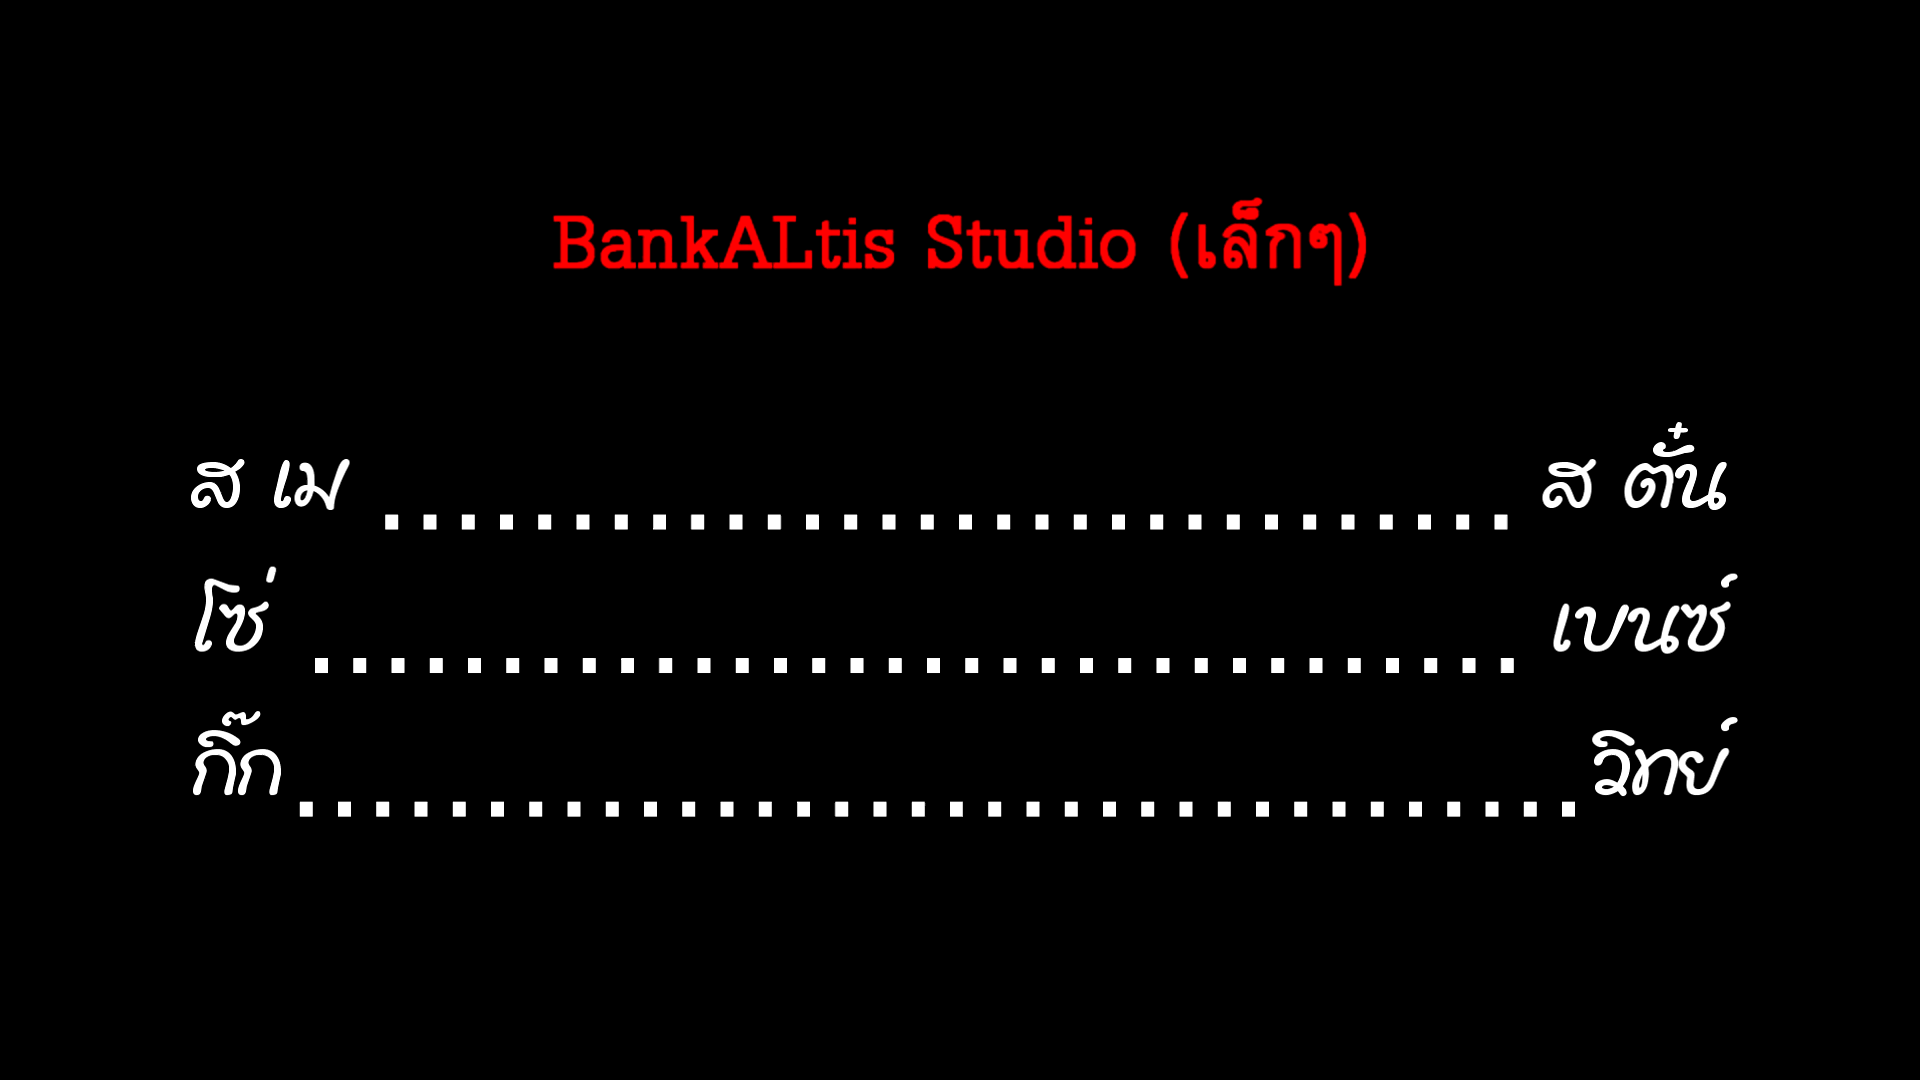 BankALtis Studio (เล็กๆ)
ส เม .............................. ส ตั๋น
โซ่ ................................ เบนซ์
กิ๊ก .................................. วิทย์